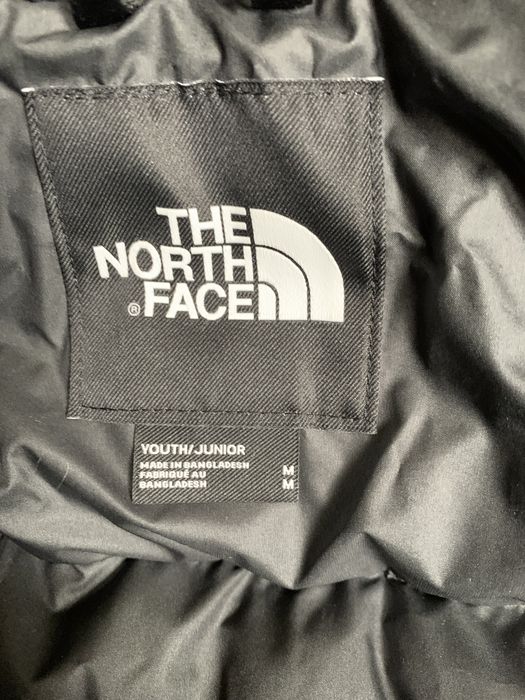 THE
NORTH
® FACE
YOUTH/JUNIOR
MADE IN BANGLADESH M
FABRIQUÉ AU
BANGLADESH M